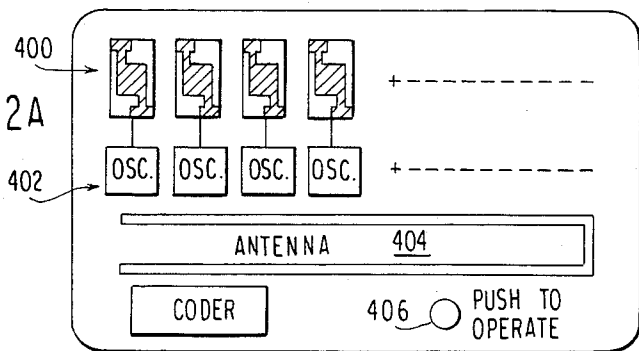 400
2A
402
OSC. OSC. OSC. OSC.
ANTENNA 404
CODER
406
PUSH TO
OPERATE